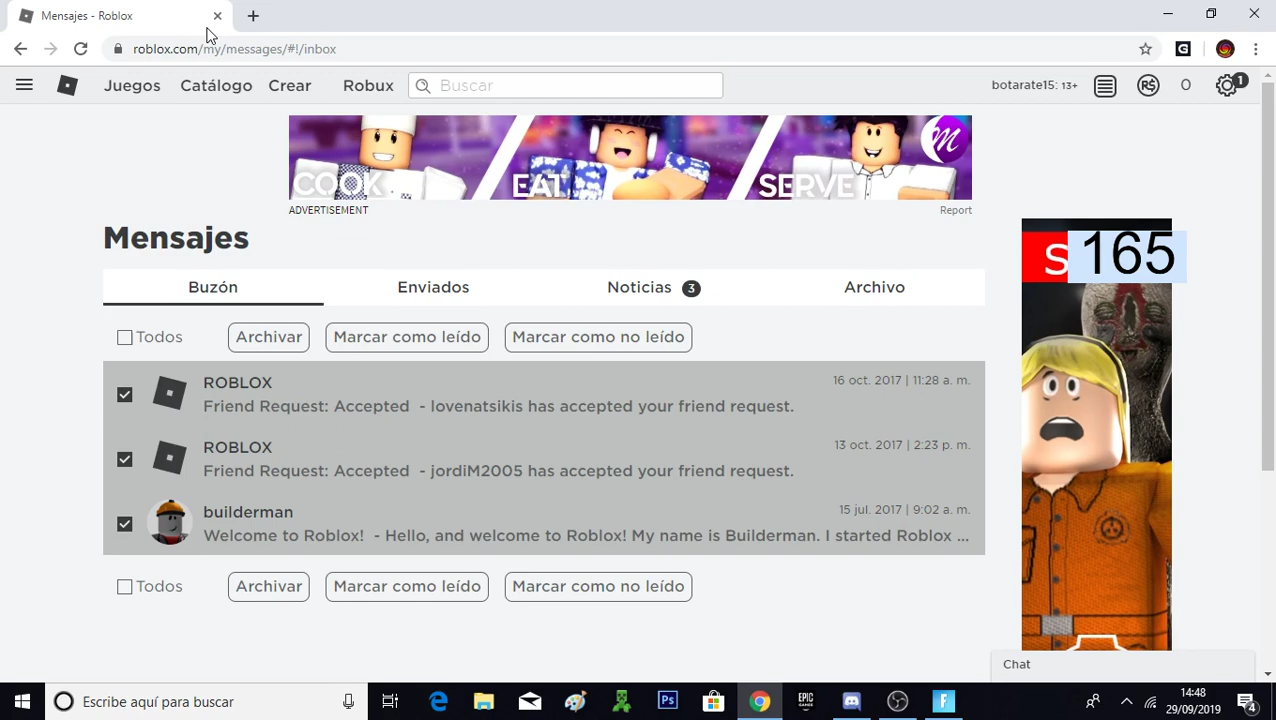 Mensajes - Roblox
roblox.com/my/messages/#!/inbox
G
Juegos Catálogo Crear Robux Buscar botarate15: 13+ R$ 0 1
COOK EAT SERVE m
ADVERTISEMENT Report
Mensajes
S 165
Buzón Enviados Noticias 3 Archivo
Todos Archivar Marcar como leído Marcar como no leído
ROBLOX 16 oct. 2017 | 11:28 a. m.
Friend Request: Accepted - lovenatsikis has accepted your friend request.
ROBLOX 13 oct. 2017 | 2:23 p. m.
Friend Request: Accepted - jordiM2005 has accepted your friend request.
builderman 15 jul. 2017 | 9:02 a. m.
Welcome to Roblox! - Hello, and welcome to Roblox! My name is Builderman. I started Roblox ...
Todos Archivar Marcar como leído Marcar como no leído
Chat
Escribe aquí para buscar Ps EPIC GAMES F 14:48
29/09/2019 4